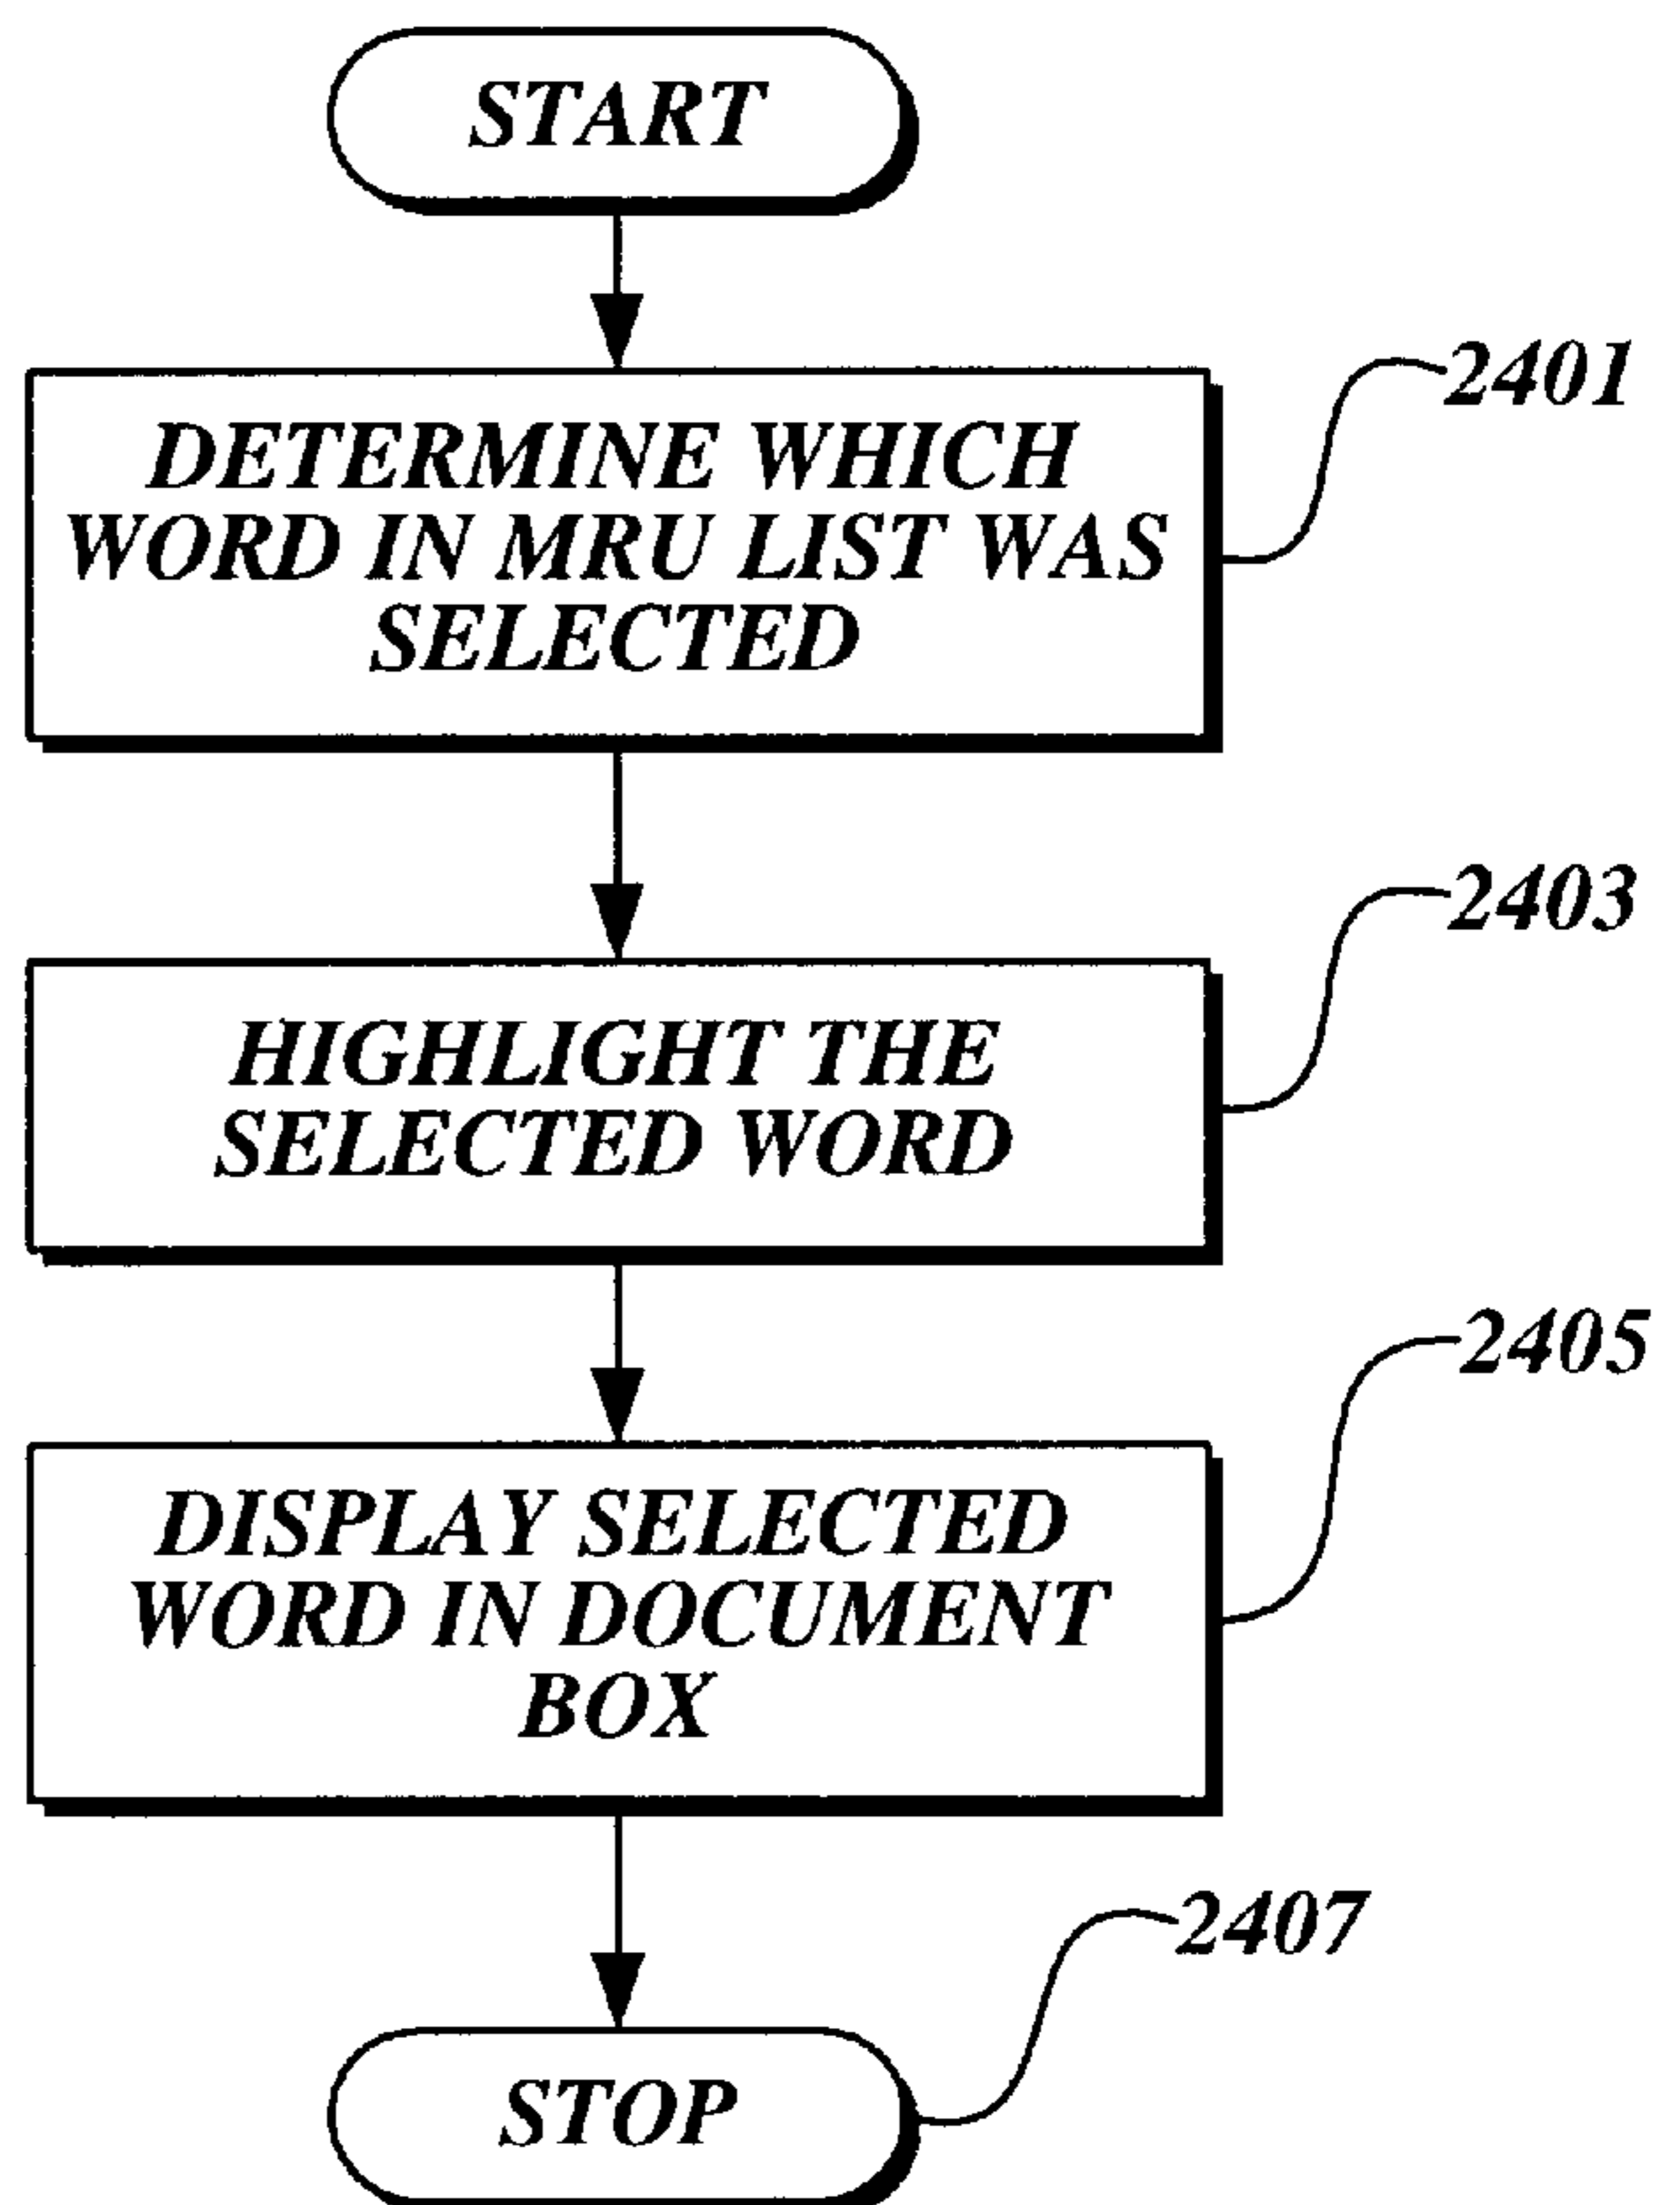 START
2401
DETERMINE WHICH
WORD IN MRU LIST WAS
SELECTED
2403
HIGHLIGHT THE
SELECTED WORD
2405
DISPLAY SELECTED
WORD IN DOCUMENT
BOX
2407
STOP